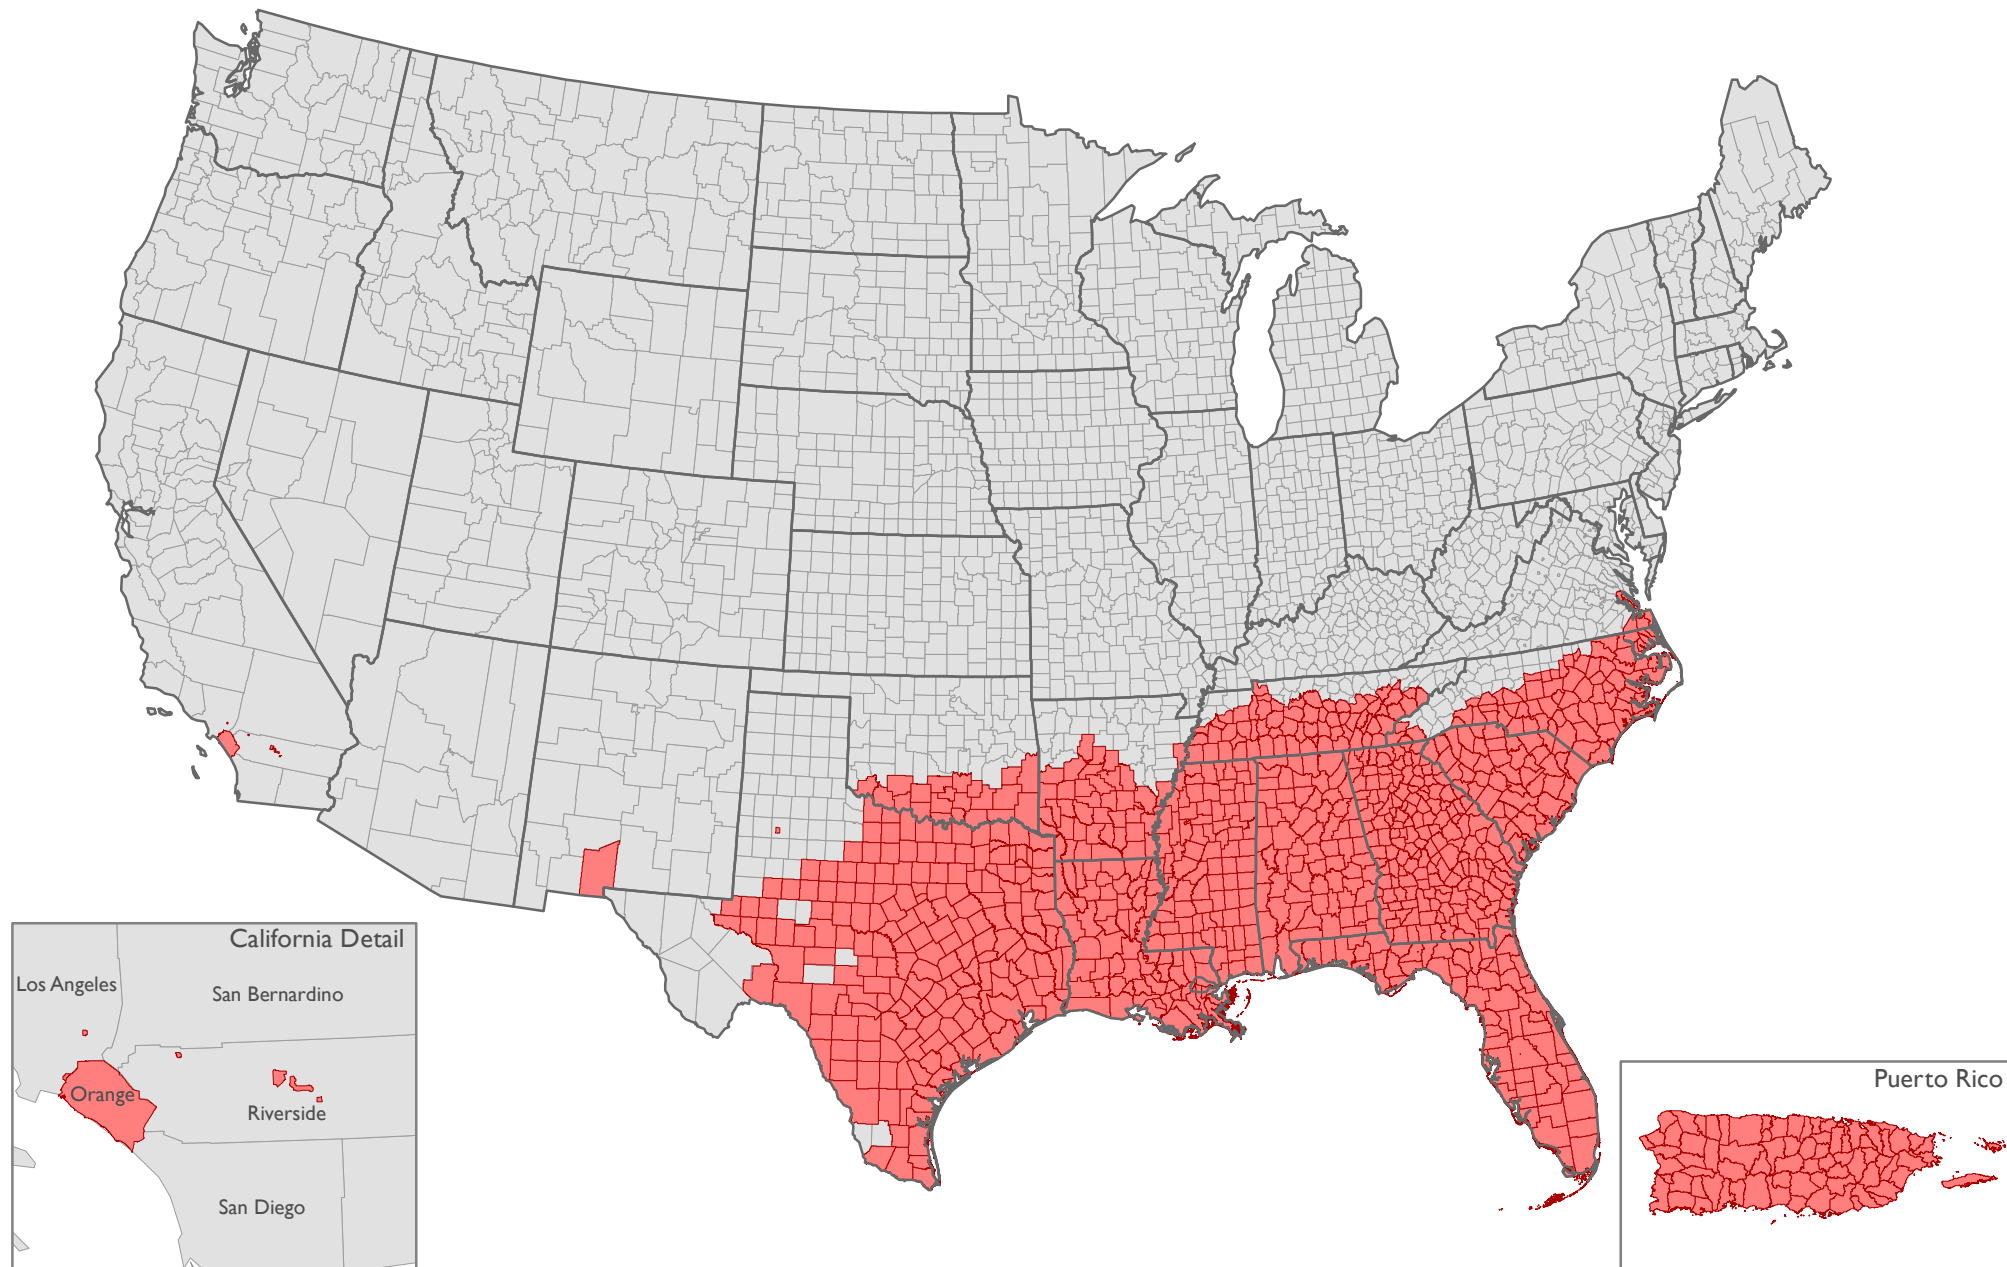 California Detail
Los Angeles
San Bernardino
Orange
Riverside
San Diego
Puerto Rico